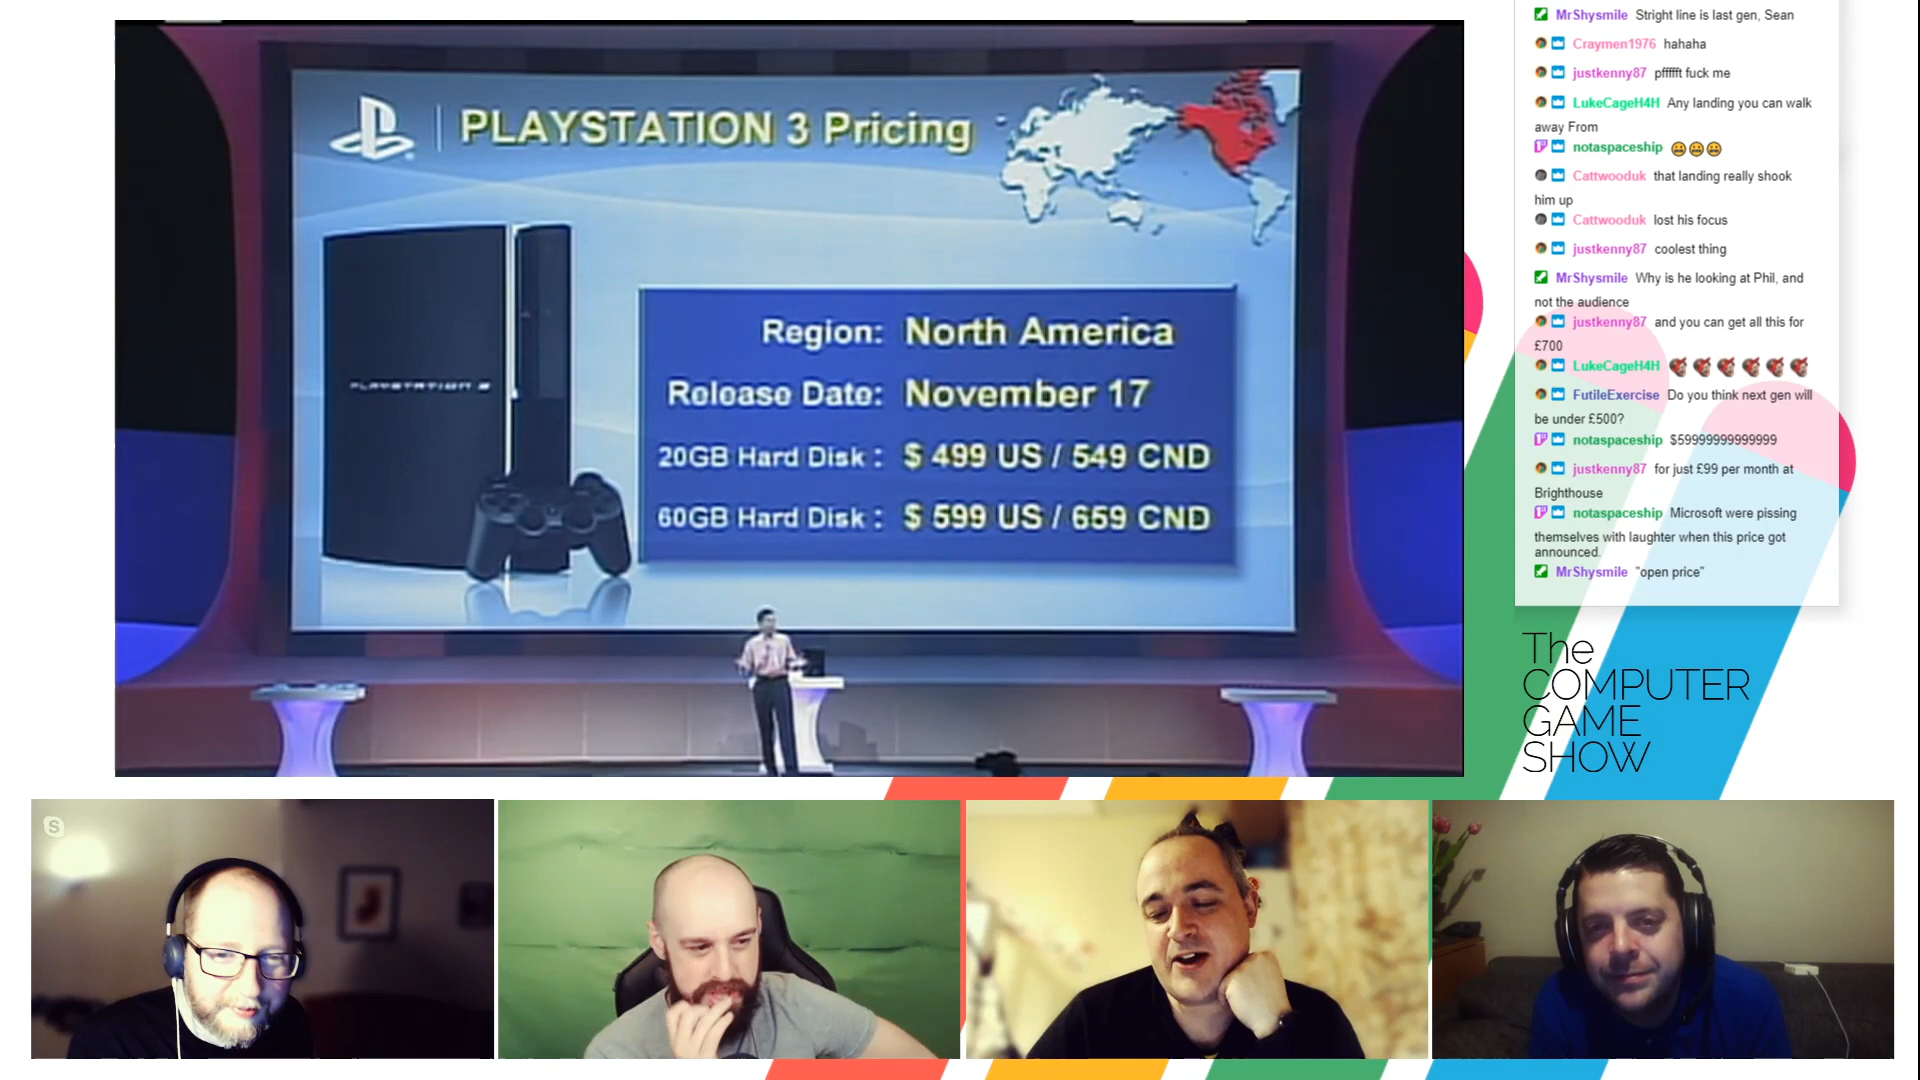 PLAYSTATION 3 Pricing
PLAYSTATION 3
Region: North America
Release Date: November 17
20GB Hard Disk : $ 499 US / 549 CND
60GB Hard Disk : $ 599 US / 659 CND
MrShysmile Stright line is last gen, Sean
Craymen1976 hahaha
justkenny87 pffffft fuck me
LukeCageH4H Any landing you can walk
away From
notaspaceship
Cattwooduk that landing really shook
him up
Cattwooduk lost his focus
justkenny87 coolest thing
MrShysmile Why is he looking at Phil, and
not the audience
justkenny87 and you can get all this for
£700
LukeCageH4H
FutileExercise Do you think next gen will
be under £500?
notaspaceship $59999999999999
justkenny87 for just £99 per month at
Brighthouse
notaspaceship Microsoft were pissing
themselves with laughter when this price got
announced.
MrShysmile "open price"
The
COMPUTER
GAME
SHOW
S